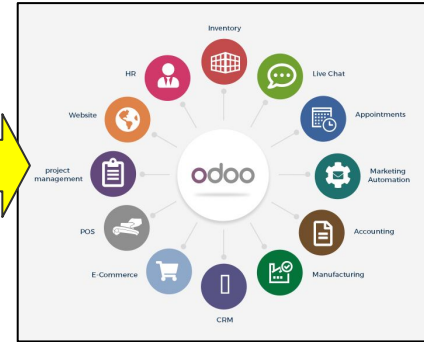 Inventory
HR
Live Chat
Website
Appointments
project
management
odoo
Marketing
Automation
POS
Accounting
E-Commerce
Manufacturing
CRM